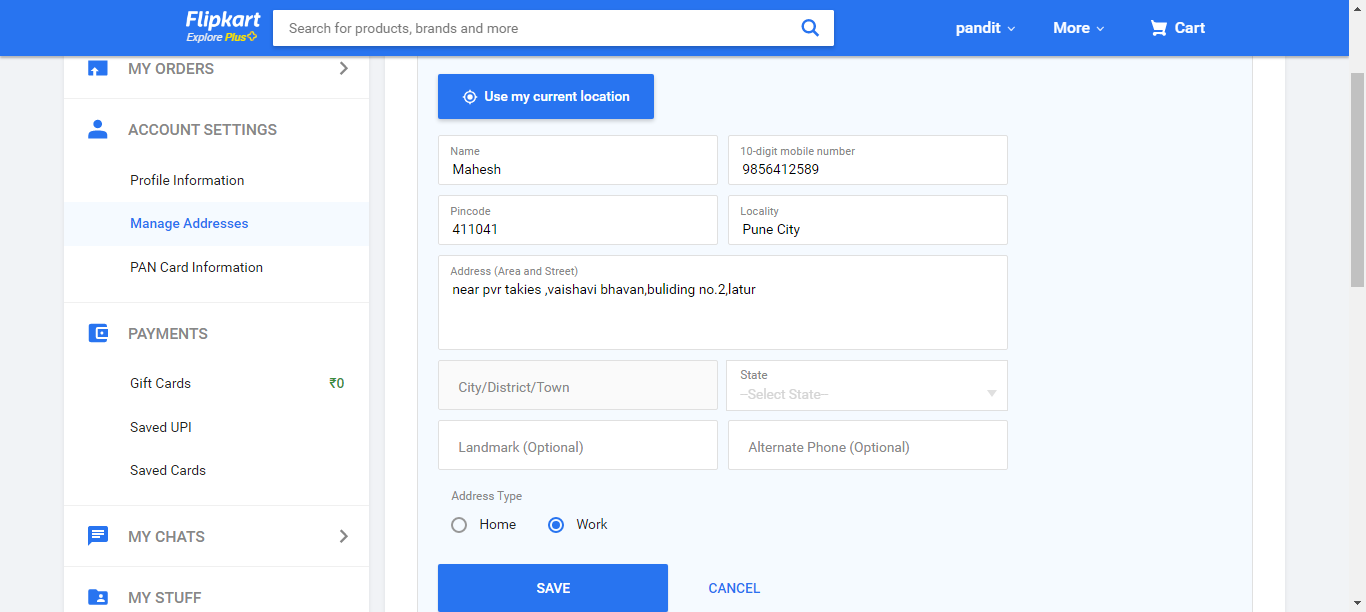 Flipkart
Explore Plus
Search for products, brands and more
pandit
More
Cart
MY ORDERS
ACCOUNT SETTINGS
Profile Information
Manage Addresses
PAN Card Information
PAYMENTS
Gift Cards ₹0
Saved UPI
Saved Cards
MY CHATS
MY STUFF
Use my current location
Name
Mahesh
10-digit mobile number
9856412589
Pincode
411041
Locality
Pune City
Address (Area and Street)
near pvr takies ,vaishavi bhavan,buliding no.2,latur
City/District/Town
State
--Select State--
Landmark (Optional)
Alternate Phone (Optional)
Address Type
Home
Work
SAVE
CANCEL